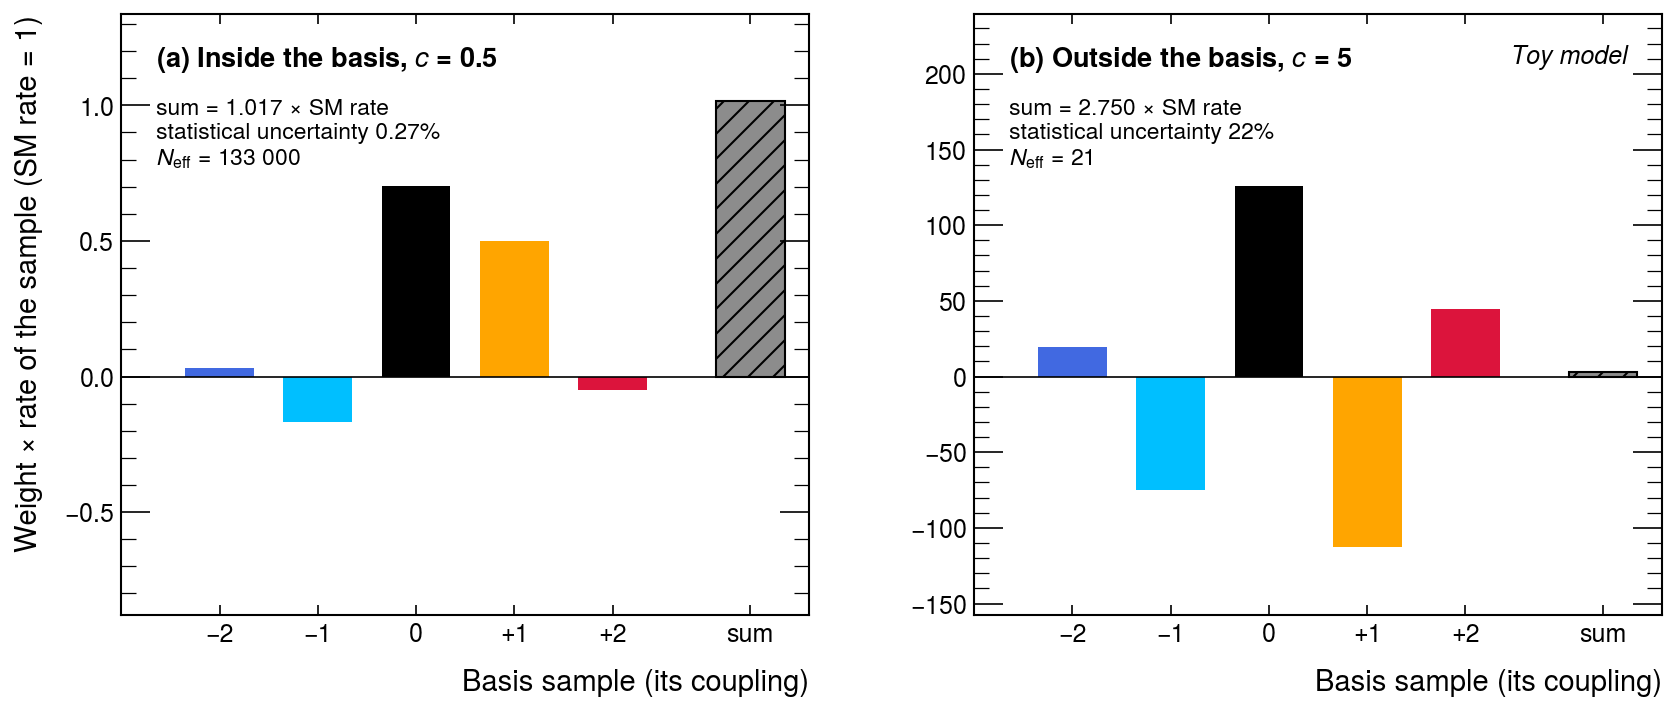 Weight × rate of the sample (SM rate = 1)
(a) Inside the basis, c = 0.5
sum = 1.017 × SM rate
statistical uncertainty 0.27%
Neff = 133 000
1.0
0.5
0.0
−0.5
−2
−1
0
+1
+2
sum
Basis sample (its coupling)
(b) Outside the basis, c = 5
Toy model
sum = 2.750 × SM rate
statistical uncertainty 22%
Neff = 21
200
150
100
50
0
−50
−100
−150
−2
−1
0
+1
+2
sum
Basis sample (its coupling)